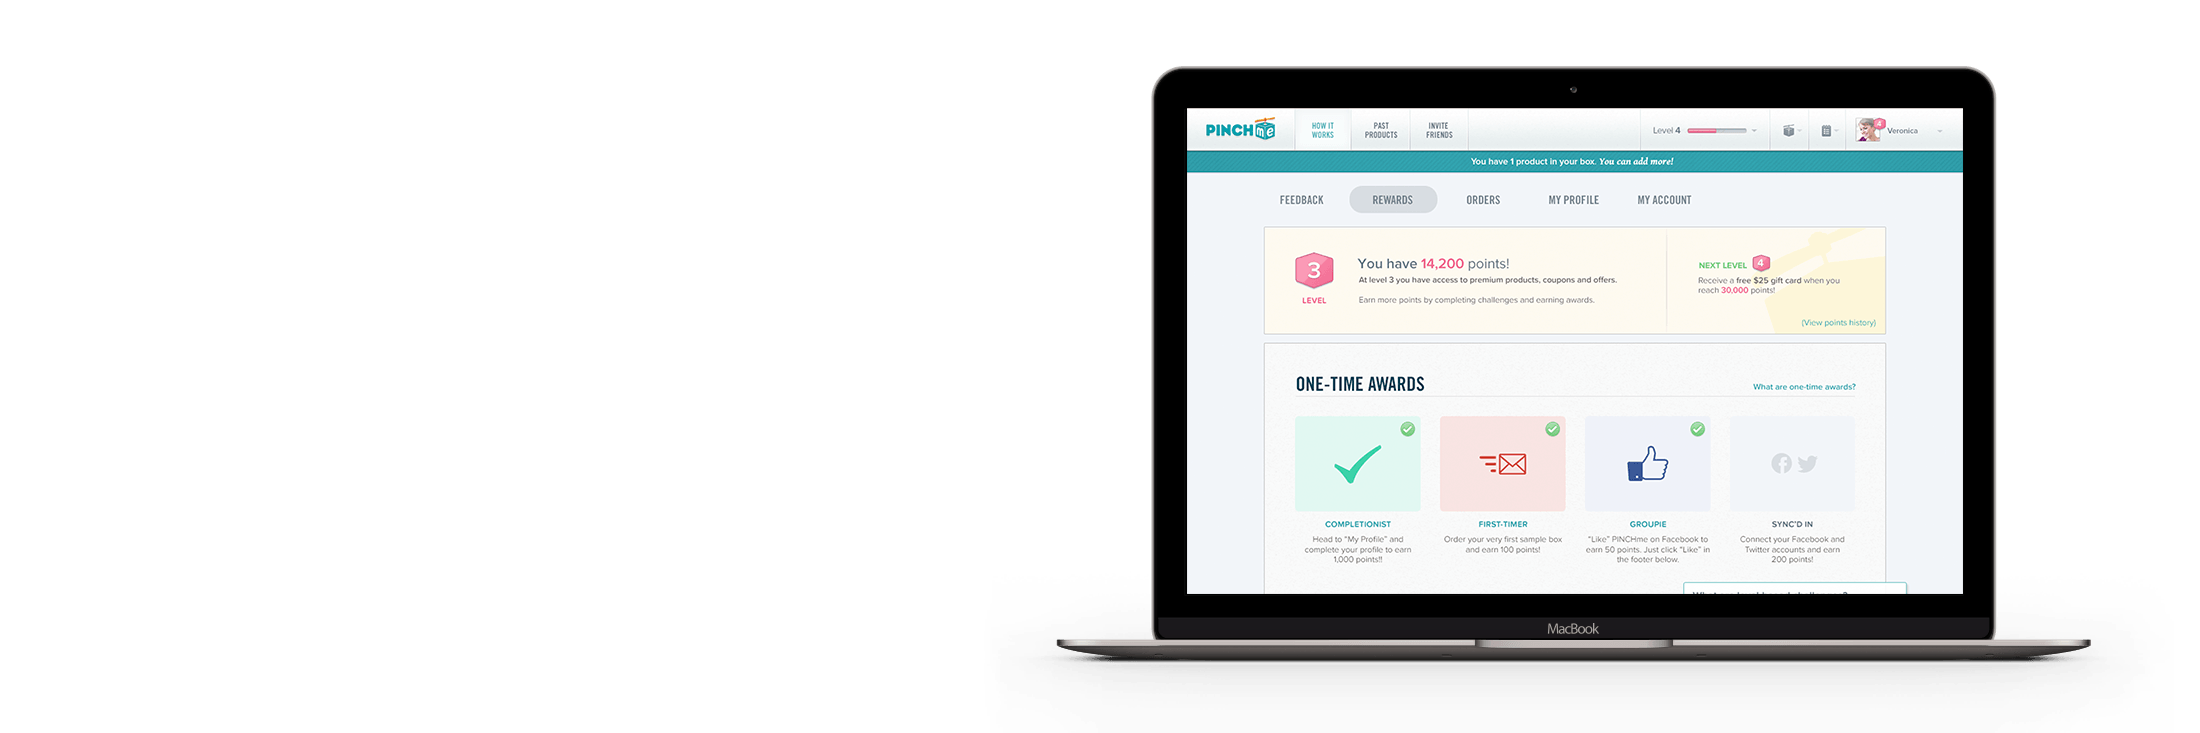 PINCHme
HOW IT
WORKS
PAST
PRODUCTS
INVITE
FRIENDS
Level 4
4
Veronica
You have 1 product in your box. You can add more!
FEEDBACK
REWARDS
ORDERS
MY PROFILE
MY ACCOUNT
3
LEVEL
You have 14,200 points!
At level 3 you have access to premium products, coupons and offers.
Earn more points by completing challenges and earning awards.
NEXT LEVEL 4
Receive a free $25 gift card when you
reach 30,000 points!
(View points history)
ONE-TIME AWARDS
What are one-time awards?
COMPLETIONIST
Head to “My Profile” and
complete your profile to earn
1,000 points!!
FIRST-TIMER
Order your very first sample box
and earn 100 points!
GROUPIE
“Like” PINCHme on Facebook to
earn 50 points. Just click “Like” in
the footer below.
SYNC'D IN
Connect your Facebook and
Twitter accounts and earn
200 points!
MacBook